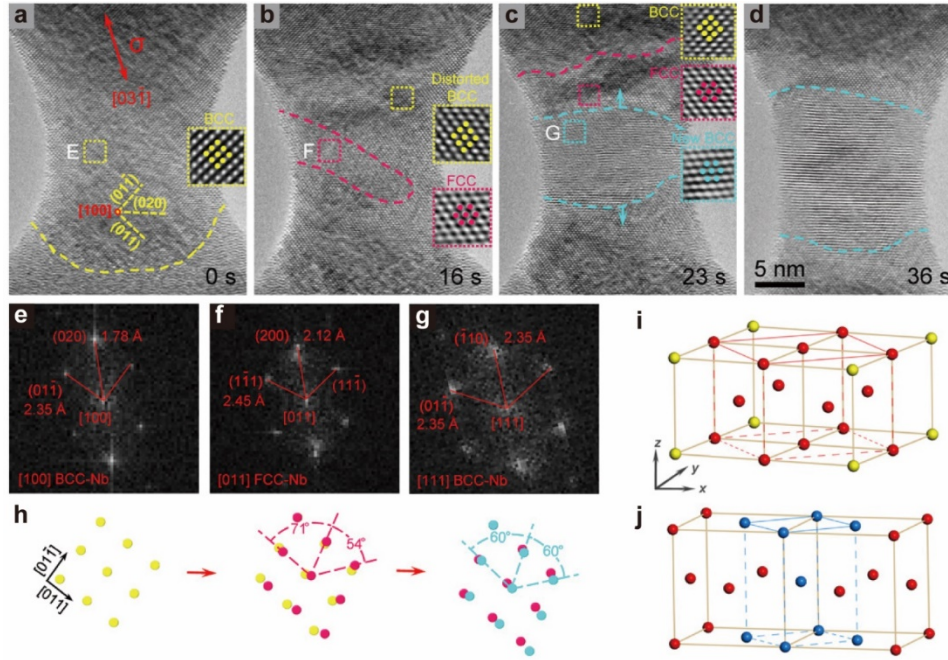 a
σ
[031̄]
BCC
E
(011̄)
[100]
(020)
(011)
0 s
b
Distorted
BCC
F
FCC
16 s
c
BCC
FCC
G
New BCC
23 s
d
5 nm
36 s
e
(020) 1.78 Å
(011̄)
2.35 Å
[100]
[100] BCC-Nb
f
(200) 2.12 Å
(11̄1)
(111̄)
2.45 Å
[011]
[011] FCC-Nb
g
(1̄10) 2.35 Å
(011̄)
2.35 Å
[111]
[111] BCC-Nb
h
[011̄]
[011]
71°
54°
60°
60°
i
z
y
x
j